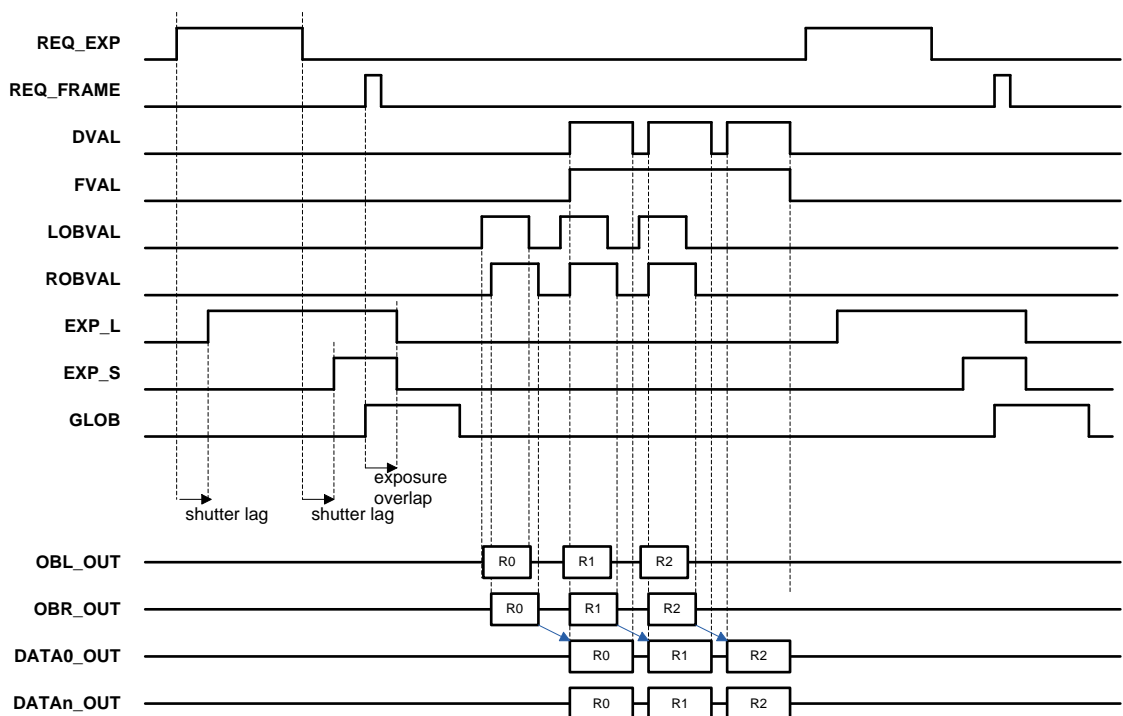 REQ_EXP
REQ_FRAME
DVAL
FVAL
LOBVAL
ROBVAL
EXP_L
EXP_S
GLOB
exposure
overlap
shutter lag
shutter lag
OBL_OUT
R0
R1
R2
OBR_OUT
R0
R1
R2
DATA0_OUT
R0
R1
R2
DATAn_OUT
R0
R1
R2